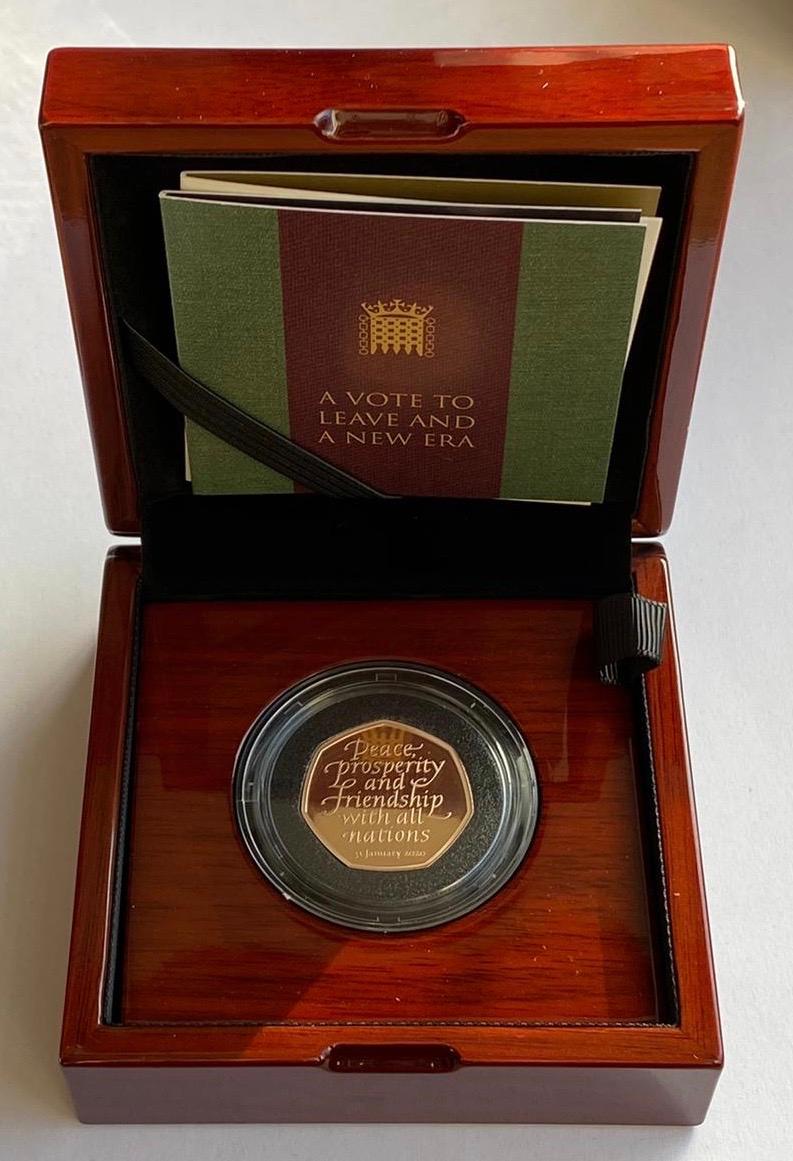 A VOTE TO
LEAVE AND
A NEW ERA
Peace,
prosperity
and
friendship
with all
nations
31 January 2020